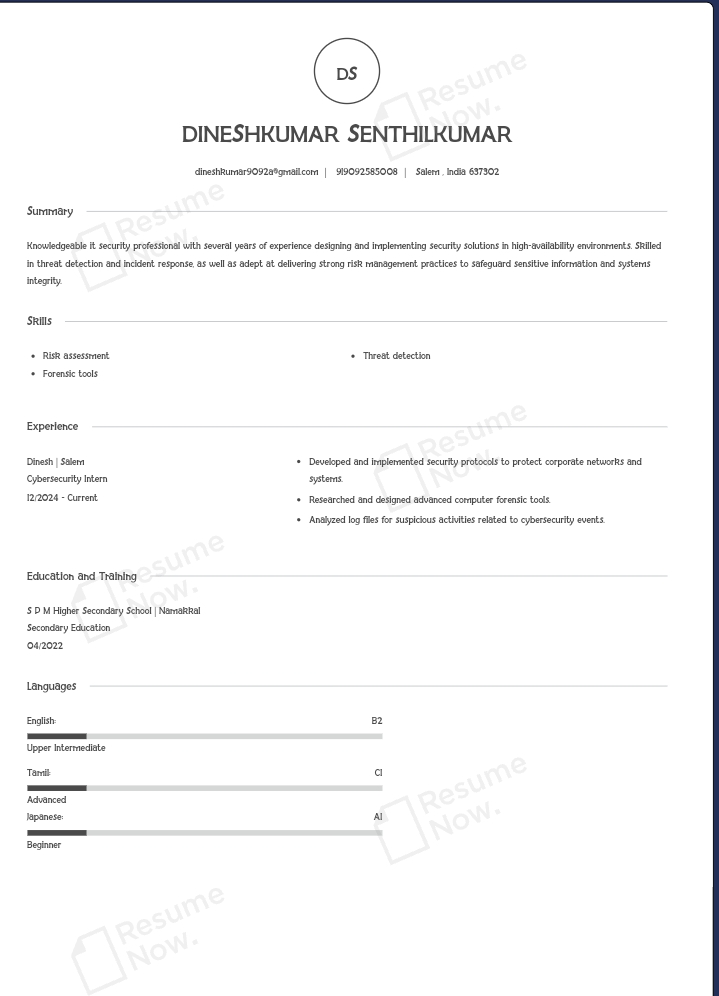 DS
DINESHKUMAR SENTHILKUMAR
dineshkumar9092a@gmail.com | 919092585008 | Salem , India 637302
Summary
Knowledgeable it security professional with several years of experience designing and implementing security solutions in high-availability environments. Skilled
in threat detection and incident response, as well as adept at delivering strong risk management practices to safeguard sensitive information and systems
integrity.
Skills
• Risk assessment
• Forensic tools
• Threat detection
Experience
Dinesh | Salem
Cybersecurity Intern
12/2024 - Current
• Developed and implemented security protocols to protect corporate networks and
systems.
• Researched and designed advanced computer forensic tools.
• Analyzed log files for suspicious activities related to cybersecurity events.
Education and Training
S P M Higher Secondary School | Namakkal
Secondary Education
04/2022
Languages
English: B2
Upper Intermediate
Tamil: C1
Advanced
Japanese: A1
Beginner
Resume
Now.
Resume
Now.
Resume
Now.
Resume
Now.
Resume
Now.
Resume
Now.